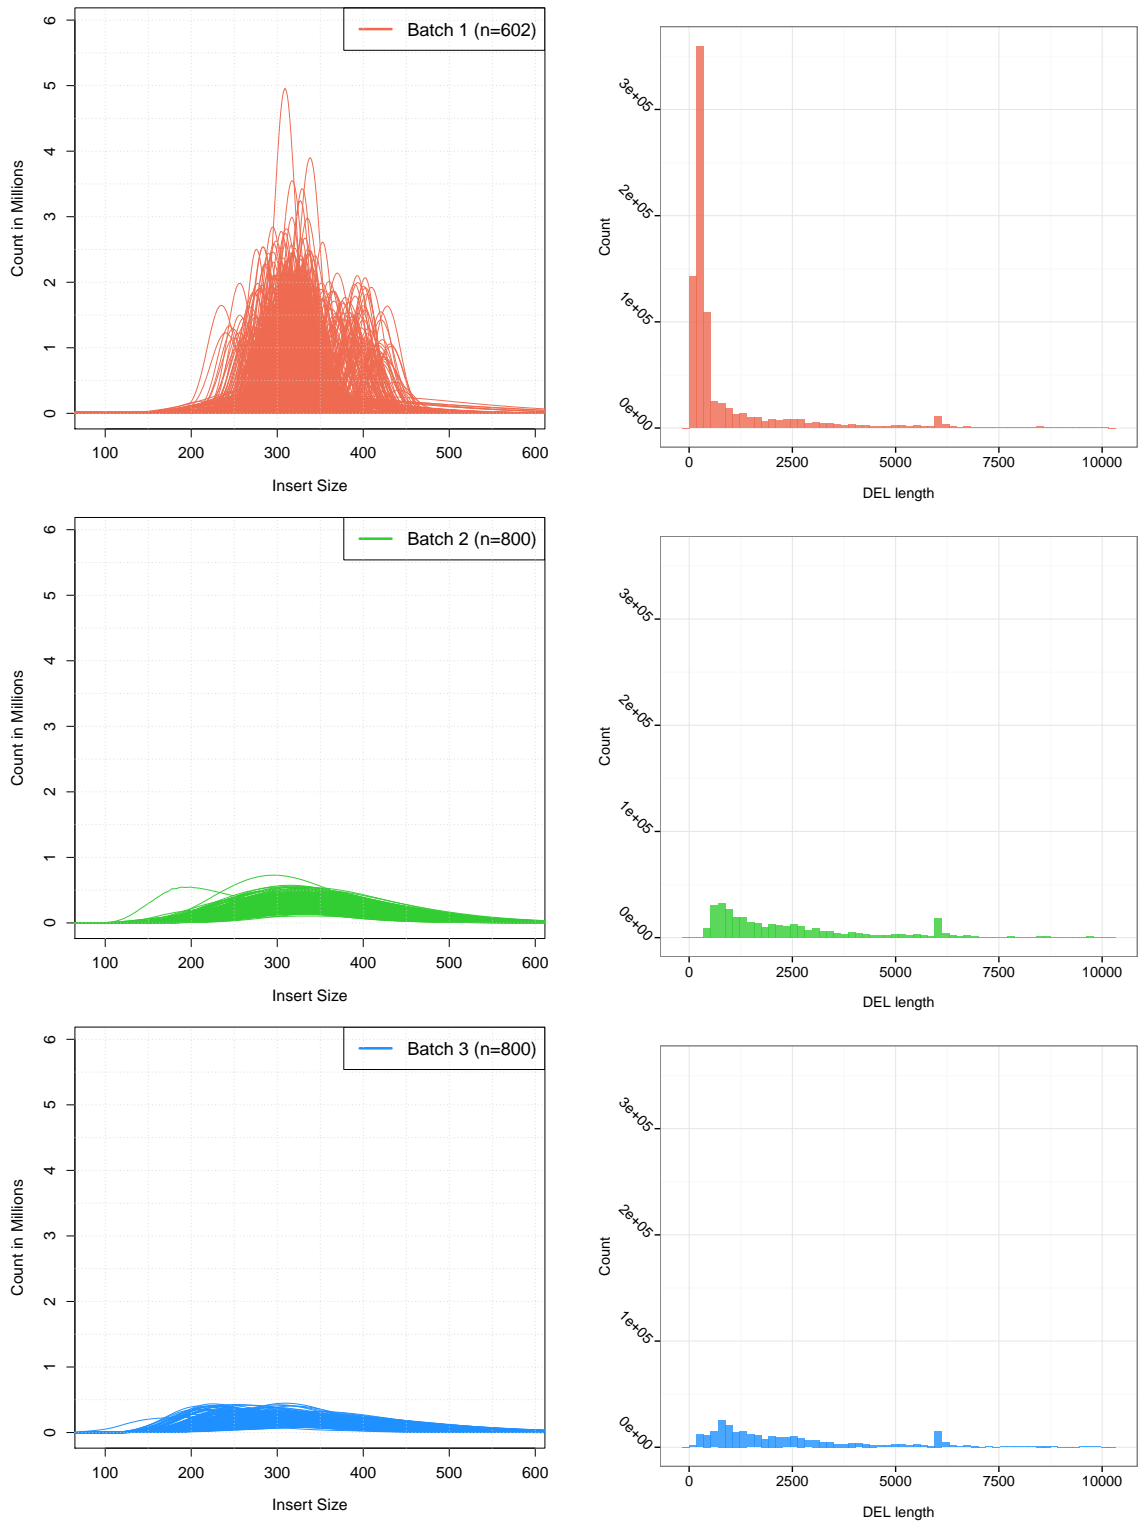 Batch 1 (n=602)
Count in Millions
6
5
4
3
2
1
0
100 200 300 400 500 600
Insert Size
Count
3e+05
2e+05
1e+05
0e+00
0 2500 5000 7500 10000
DEL length
Batch 2 (n=800)
Count in Millions
6
5
4
3
2
1
0
100 200 300 400 500 600
Insert Size
Count
3e+05
2e+05
1e+05
0e+00
0 2500 5000 7500 10000
DEL length
Batch 3 (n=800)
Count in Millions
6
5
4
3
2
1
0
100 200 300 400 500 600
Insert Size
Count
3e+05
2e+05
1e+05
0e+00
0 2500 5000 7500 10000
DEL length